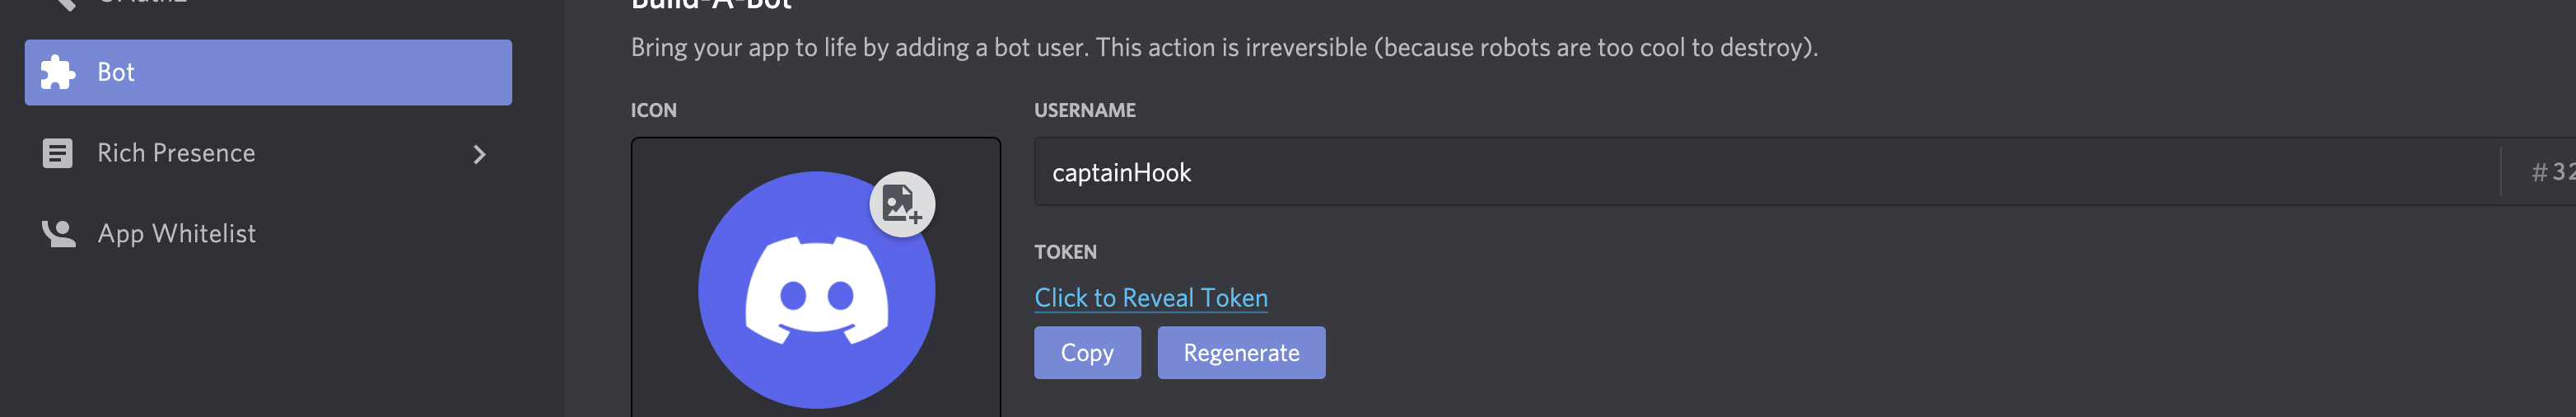 Build-A-Bot
Bring your app to life by adding a bot user. This action is irreversible (because robots are too cool to destroy).
Bot
ICON
USERNAME
Rich Presence
captainHook
#32
App Whitelist
TOKEN
Click to Reveal Token
Copy
Regenerate